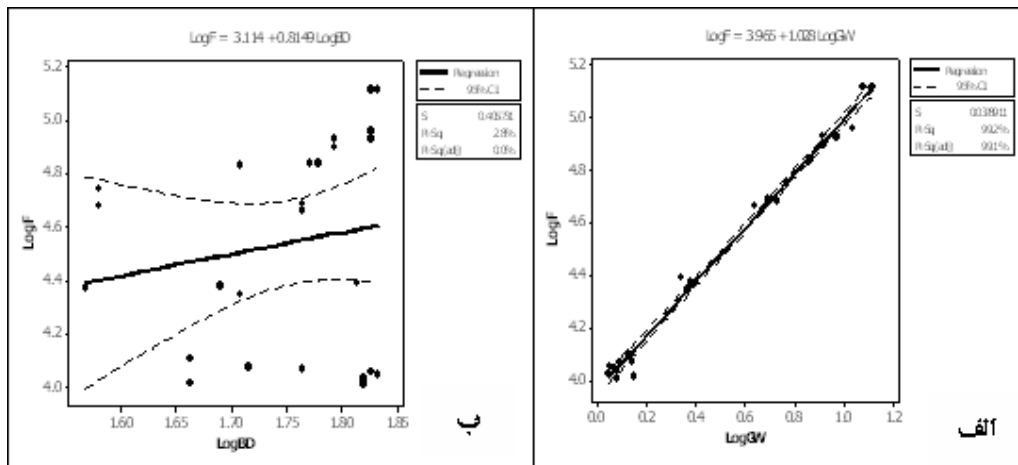 LogF = 3.114 + 0.8149 LogBD
5.2
5.0
4.8
4.6
4.4
4.2
4.0
LogF
1.60
1.65
1.70
1.75
1.80
1.85
LogBD
Regression
95% CI
S
R-Sq 2.8%
R-Sq(adj) 0.0%
ب
LogF = 3.965 + 1.028 LogGW
5.2
5.0
4.8
4.6
4.4
4.2
4.0
LogF
0.0
0.2
0.4
0.6
0.8
1.0
1.2
LogGW
Regression
95% CI
S
R-Sq 99.2%
R-Sq(adj) 99.1%
الف